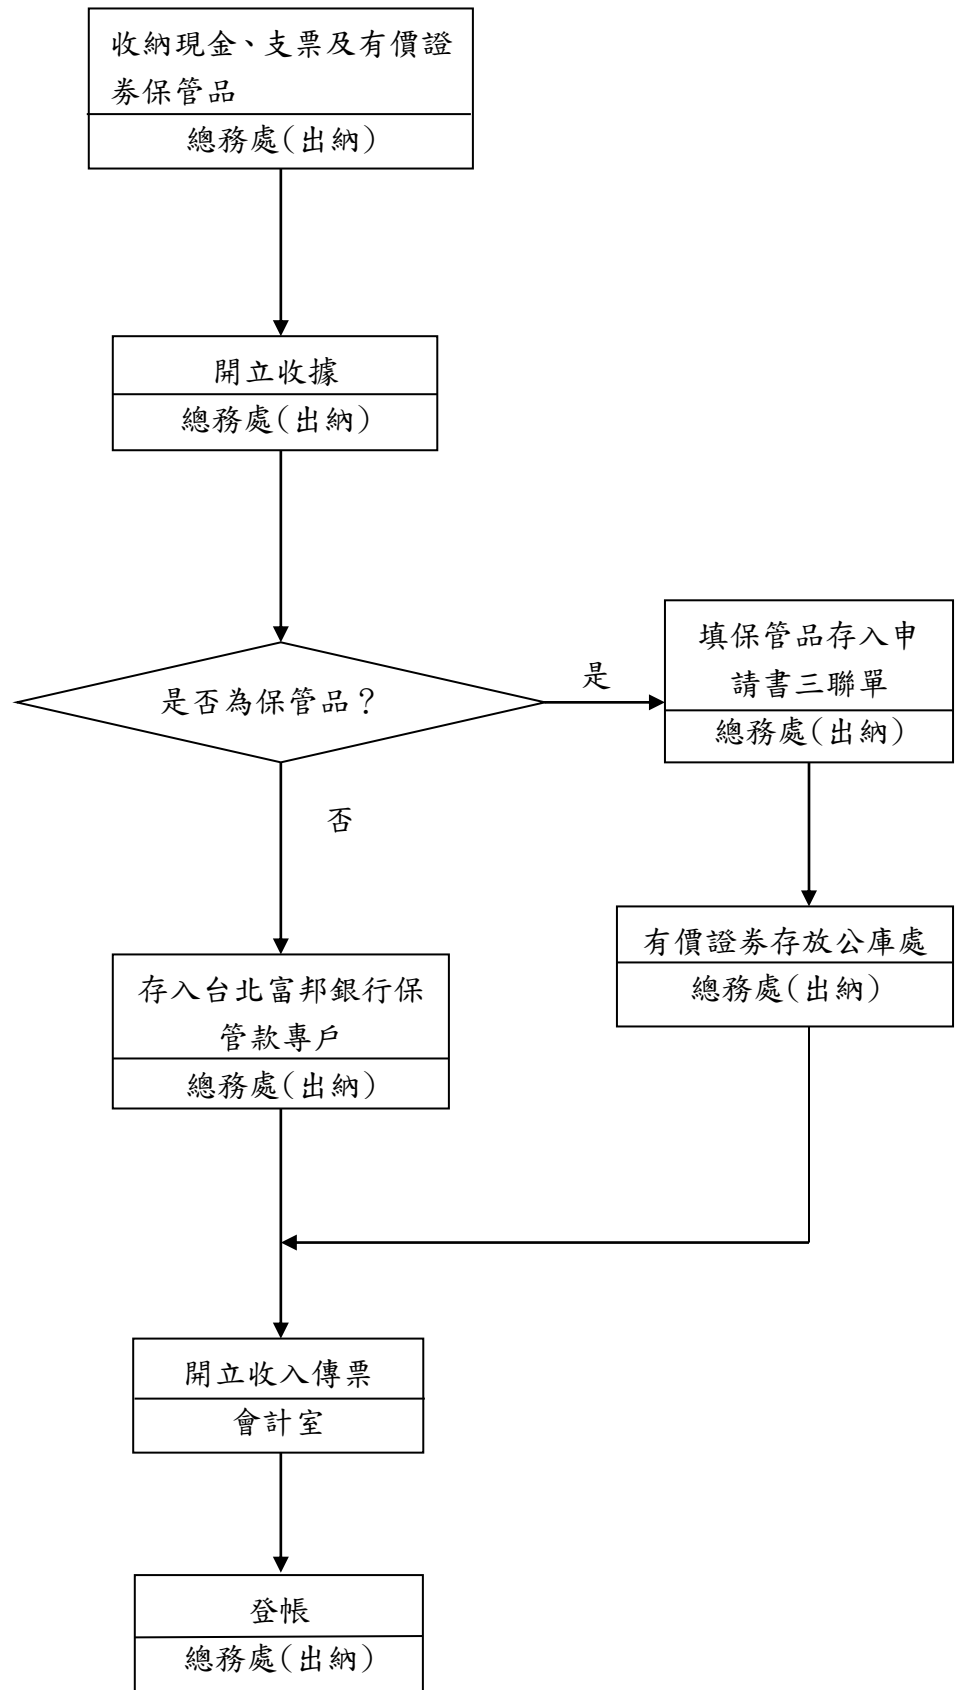 收納現金、支票及有價證
券保管品
總務處(出納)
開立收據
總務處(出納)
是否為保管品？
是
填保管品存入申
請書三聯單
總務處(出納)
否
有價證券存放公庫處
總務處(出納)
存入台北富邦銀行保
管款專戶
總務處(出納)
開立收入傳票
會計室
登帳
總務處(出納)